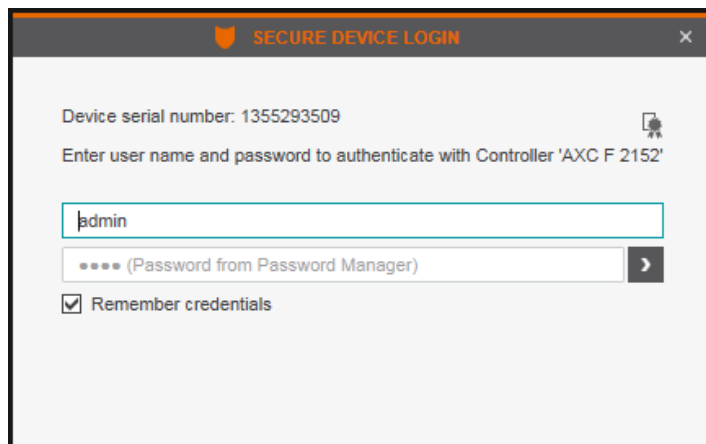 SECURE DEVICE LOGIN
Device serial number: 1355293509
Enter user name and password to authenticate with Controller 'AXC F 2152'
admin
•••• (Password from Password Manager)
Remember credentials